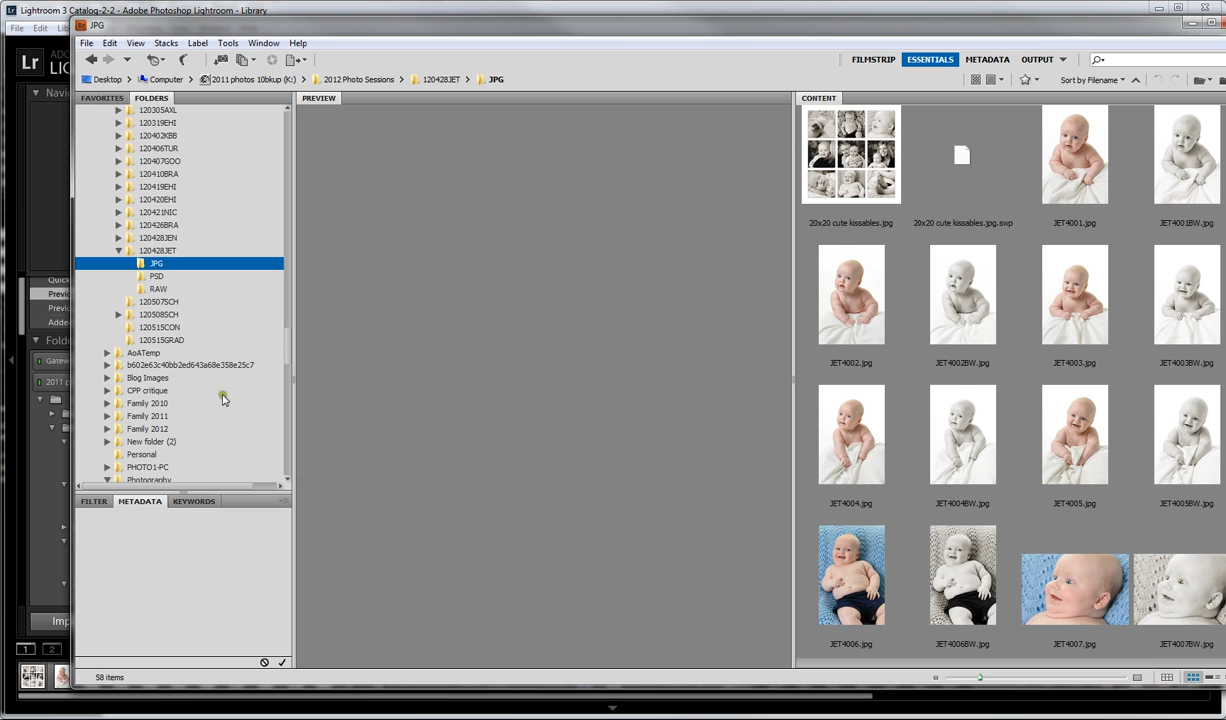 Lightroom 3 Catalog-2-2 - Adobe Photoshop Lightroom - Library
File Edit
JPG
File Edit View Stacks Label Tools Window Help
Lr
FILMSTRIP ESSENTIALS METADATA OUTPUT
Desktop Computer 2011 photos 10bkup (K:) 2012 Photo Sessions 120428JET JPG
Sort by Filename
FAVORITES FOLDERS
PREVIEW
CONTENT
120305AXL
120319EHI
120402KBB
120406TUR
120407GOO
120410BRA
120419EHI
120420EHI
120421NIC
120426BRA
120428JEN
120428JET
JPG
PSD
RAW
120507SCH
120508SCH
120515CON
120515GRAD
AoATemp
b602e63c40bb2ed643a68e358e25c7
Blog Images
CPP critique
Family 2010
Family 2011
Family 2012
New folder (2)
Personal
PHOTO1-PC
Photography
FILTER METADATA KEYWORDS
20x20 cute kissables.jpg 20x20 cute kissables.jpg.swp JET4001.jpg JET4001BW.jpg
JET4002.jpg JET4002BW.jpg JET4003.jpg JET4003BW.jpg
JET4004.jpg JET4004BW.jpg JET4005.jpg JET4005BW.jpg
JET4006.jpg JET4006BW.jpg JET4007.jpg JET4007BW.jpg
58 items
1 2